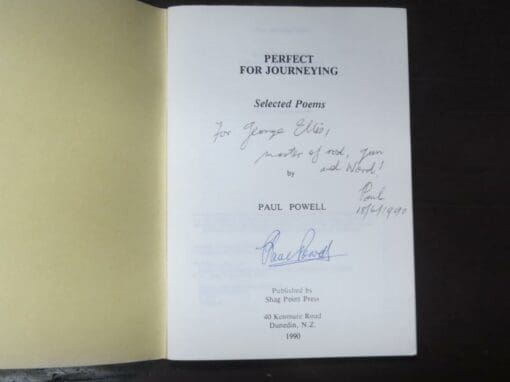 PERFECT
FOR JOURNEYING
Selected Poems
For George Ellis,
master of rod, gun
and Word!
by
Paul
PAUL POWELL
18/6/1990
Paul Powell
Published by
Shag Point Press
40 Kenmure Road
Dunedin, N.Z.
1990